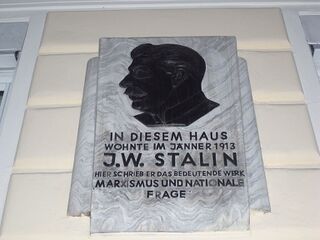 IN DIESEM HAUS
WOHNTE IM JÄNNER 1913
J.W. STALIN
HIER SCHRIEB ER DAS BEDEUTENDE WERK
MARXISMUS UND NATIONALE
FRAGE